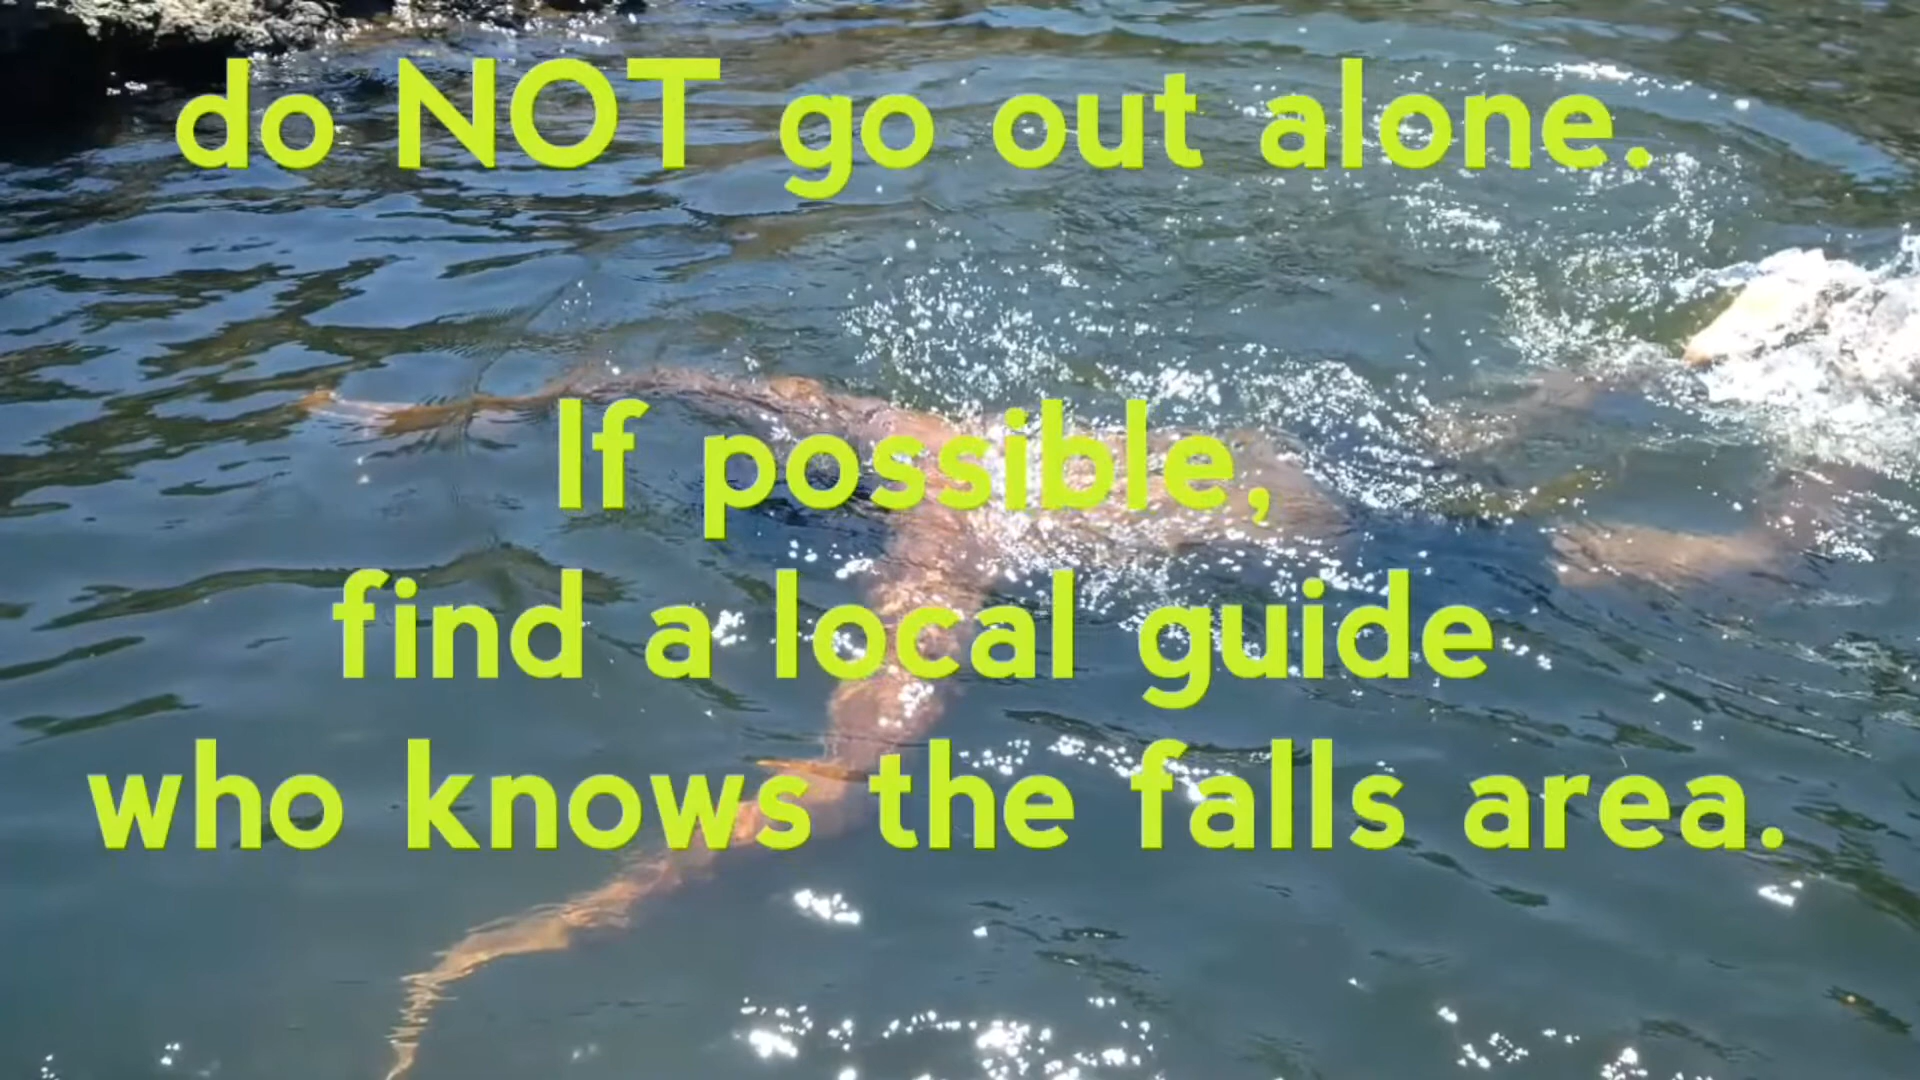 do NOT go out alone.
If possible,
find a local guide
who knows the falls area.